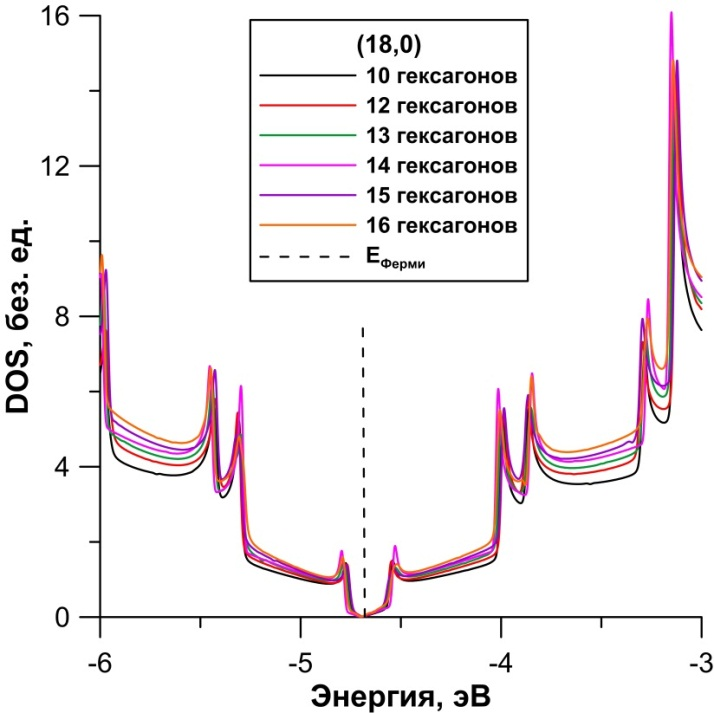 16
(18,0)
10 гексагонов
12 гексагонов
13 гексагонов
14 гексагонов
15 гексагонов
16 гексагонов
EФерми
12
8
4
0
DOS, без. ед.
-6
-5
-4
-3
Энергия, эВ